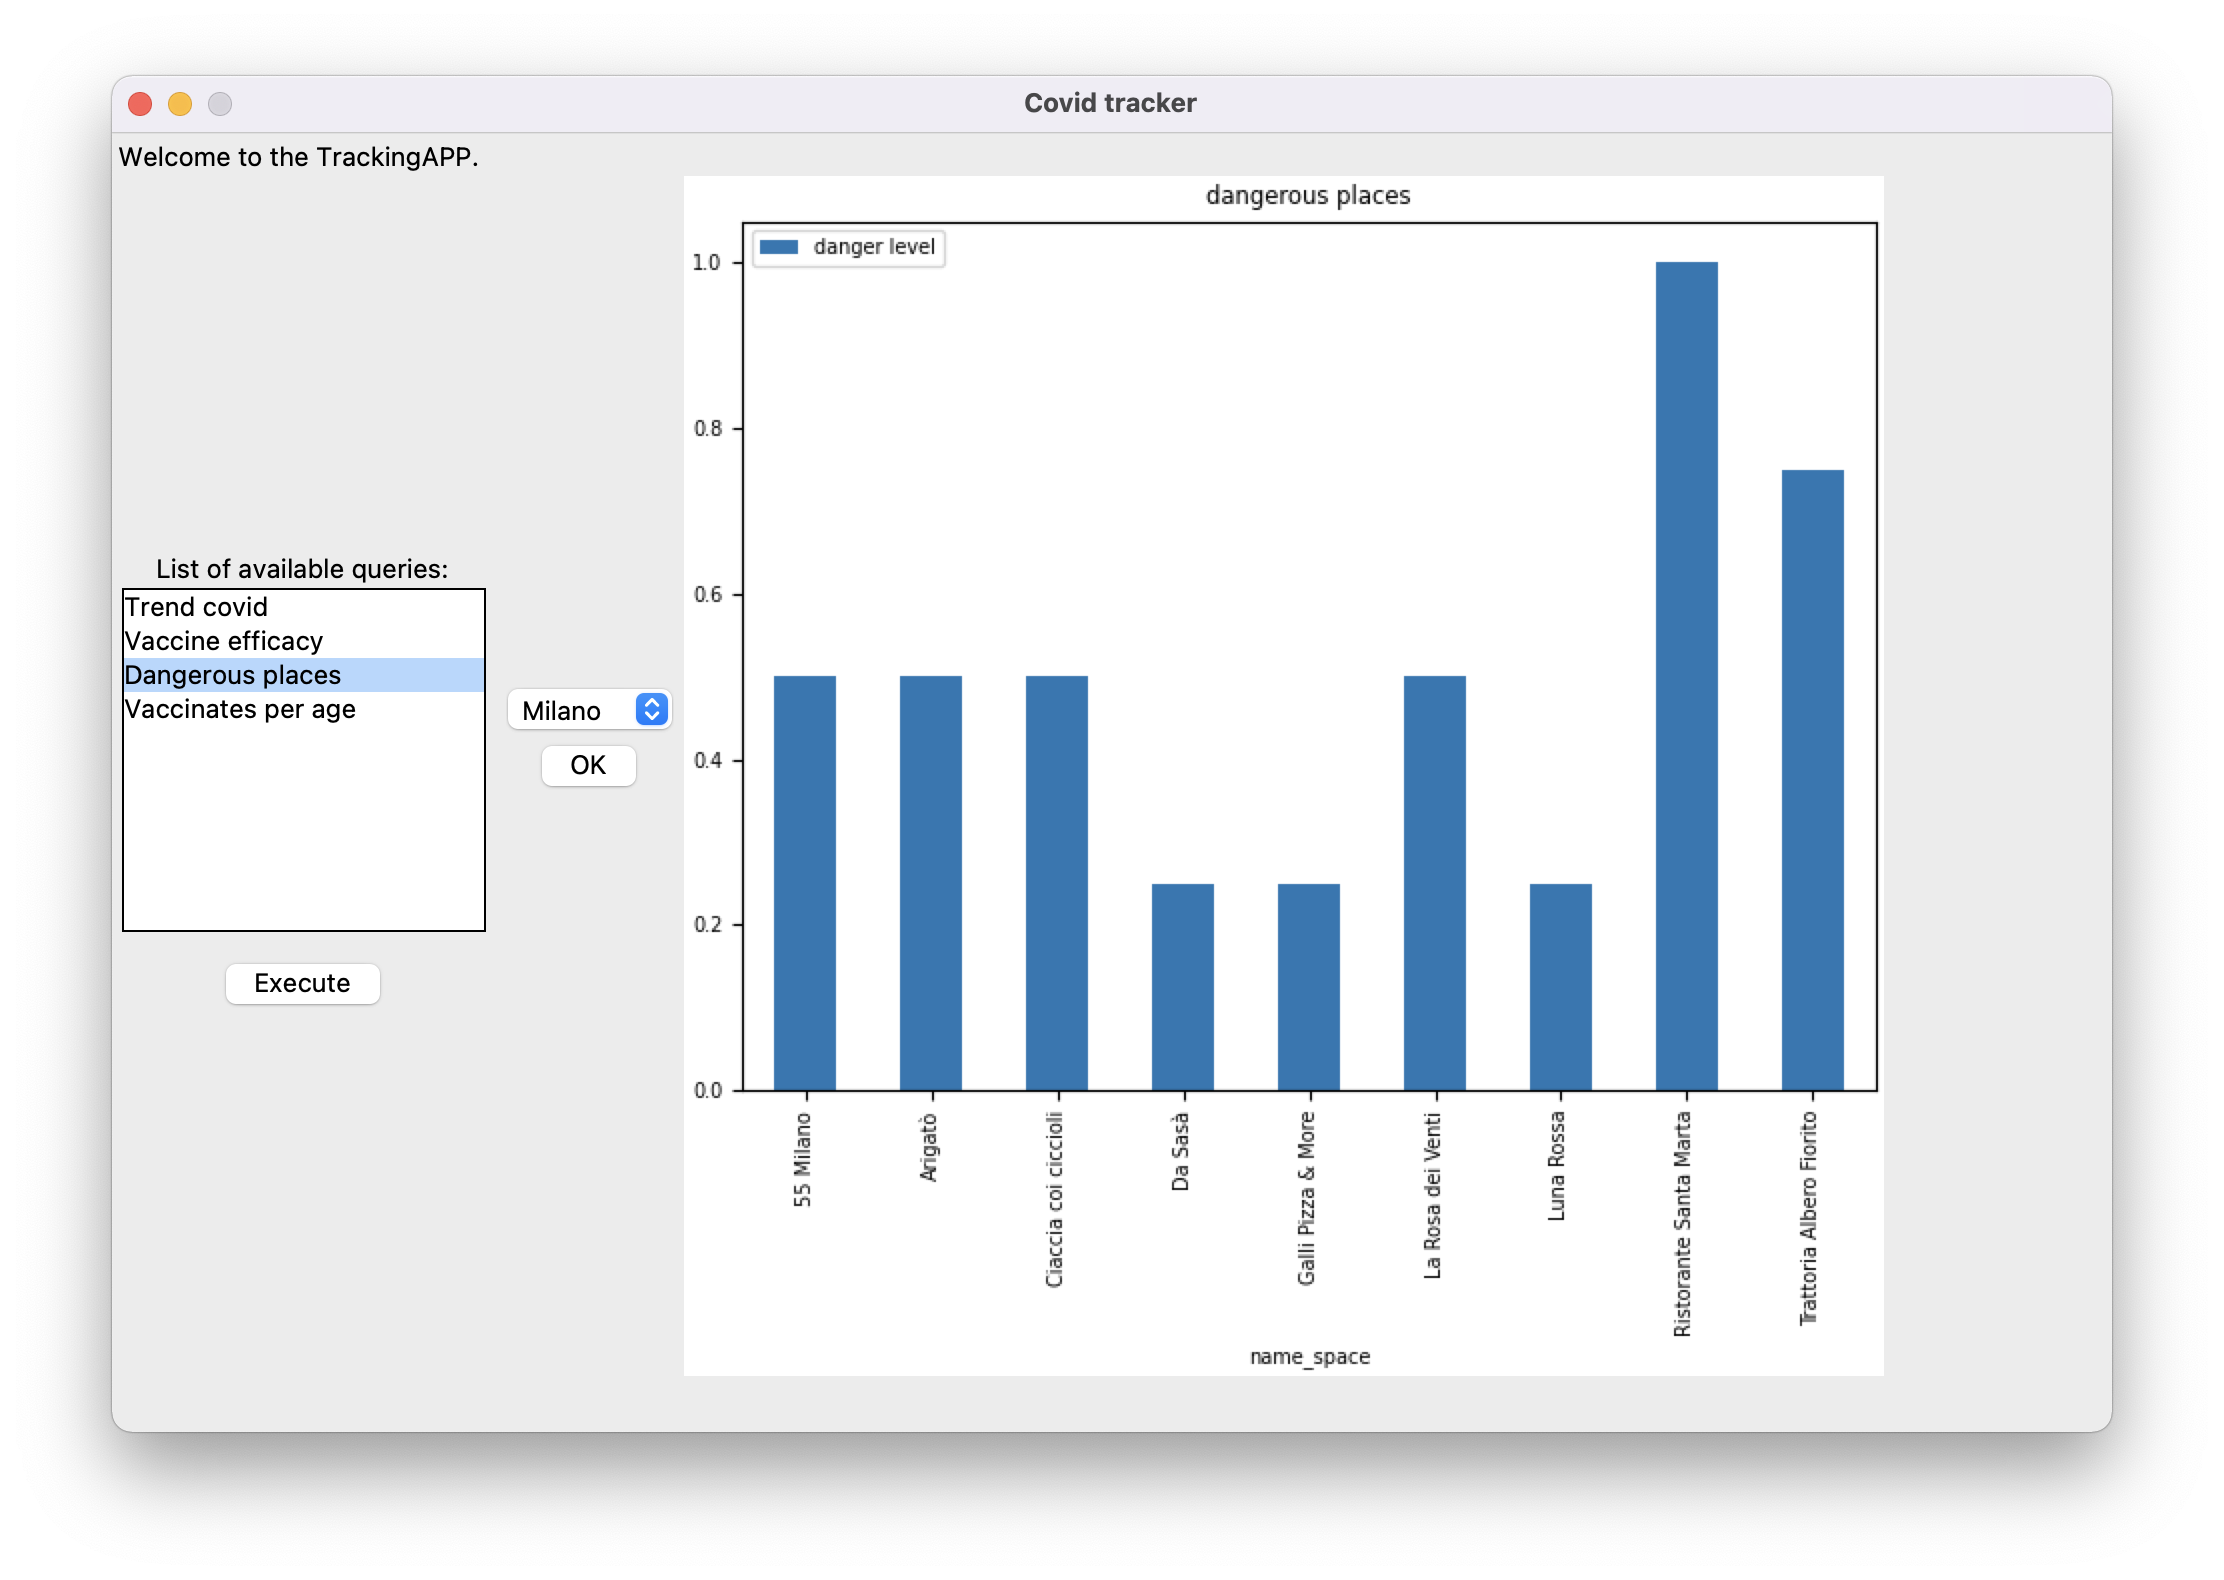 Covid tracker
Welcome to the TrackingAPP.
List of available queries:
Trend covid
Vaccine efficacy
Dangerous places
Vaccinates per age
Execute
Milano
OK
dangerous places
danger level
1.0
0.8
0.6
0.4
0.2
0.0
55 Milano
Arigatò
Ciaccia coi ciccioli
Da Sasà
Galli Pizza & More
La Rosa dei Venti
Luna Rossa
Ristorante Santa Marta
Trattoria Albero Fiorito
name_space